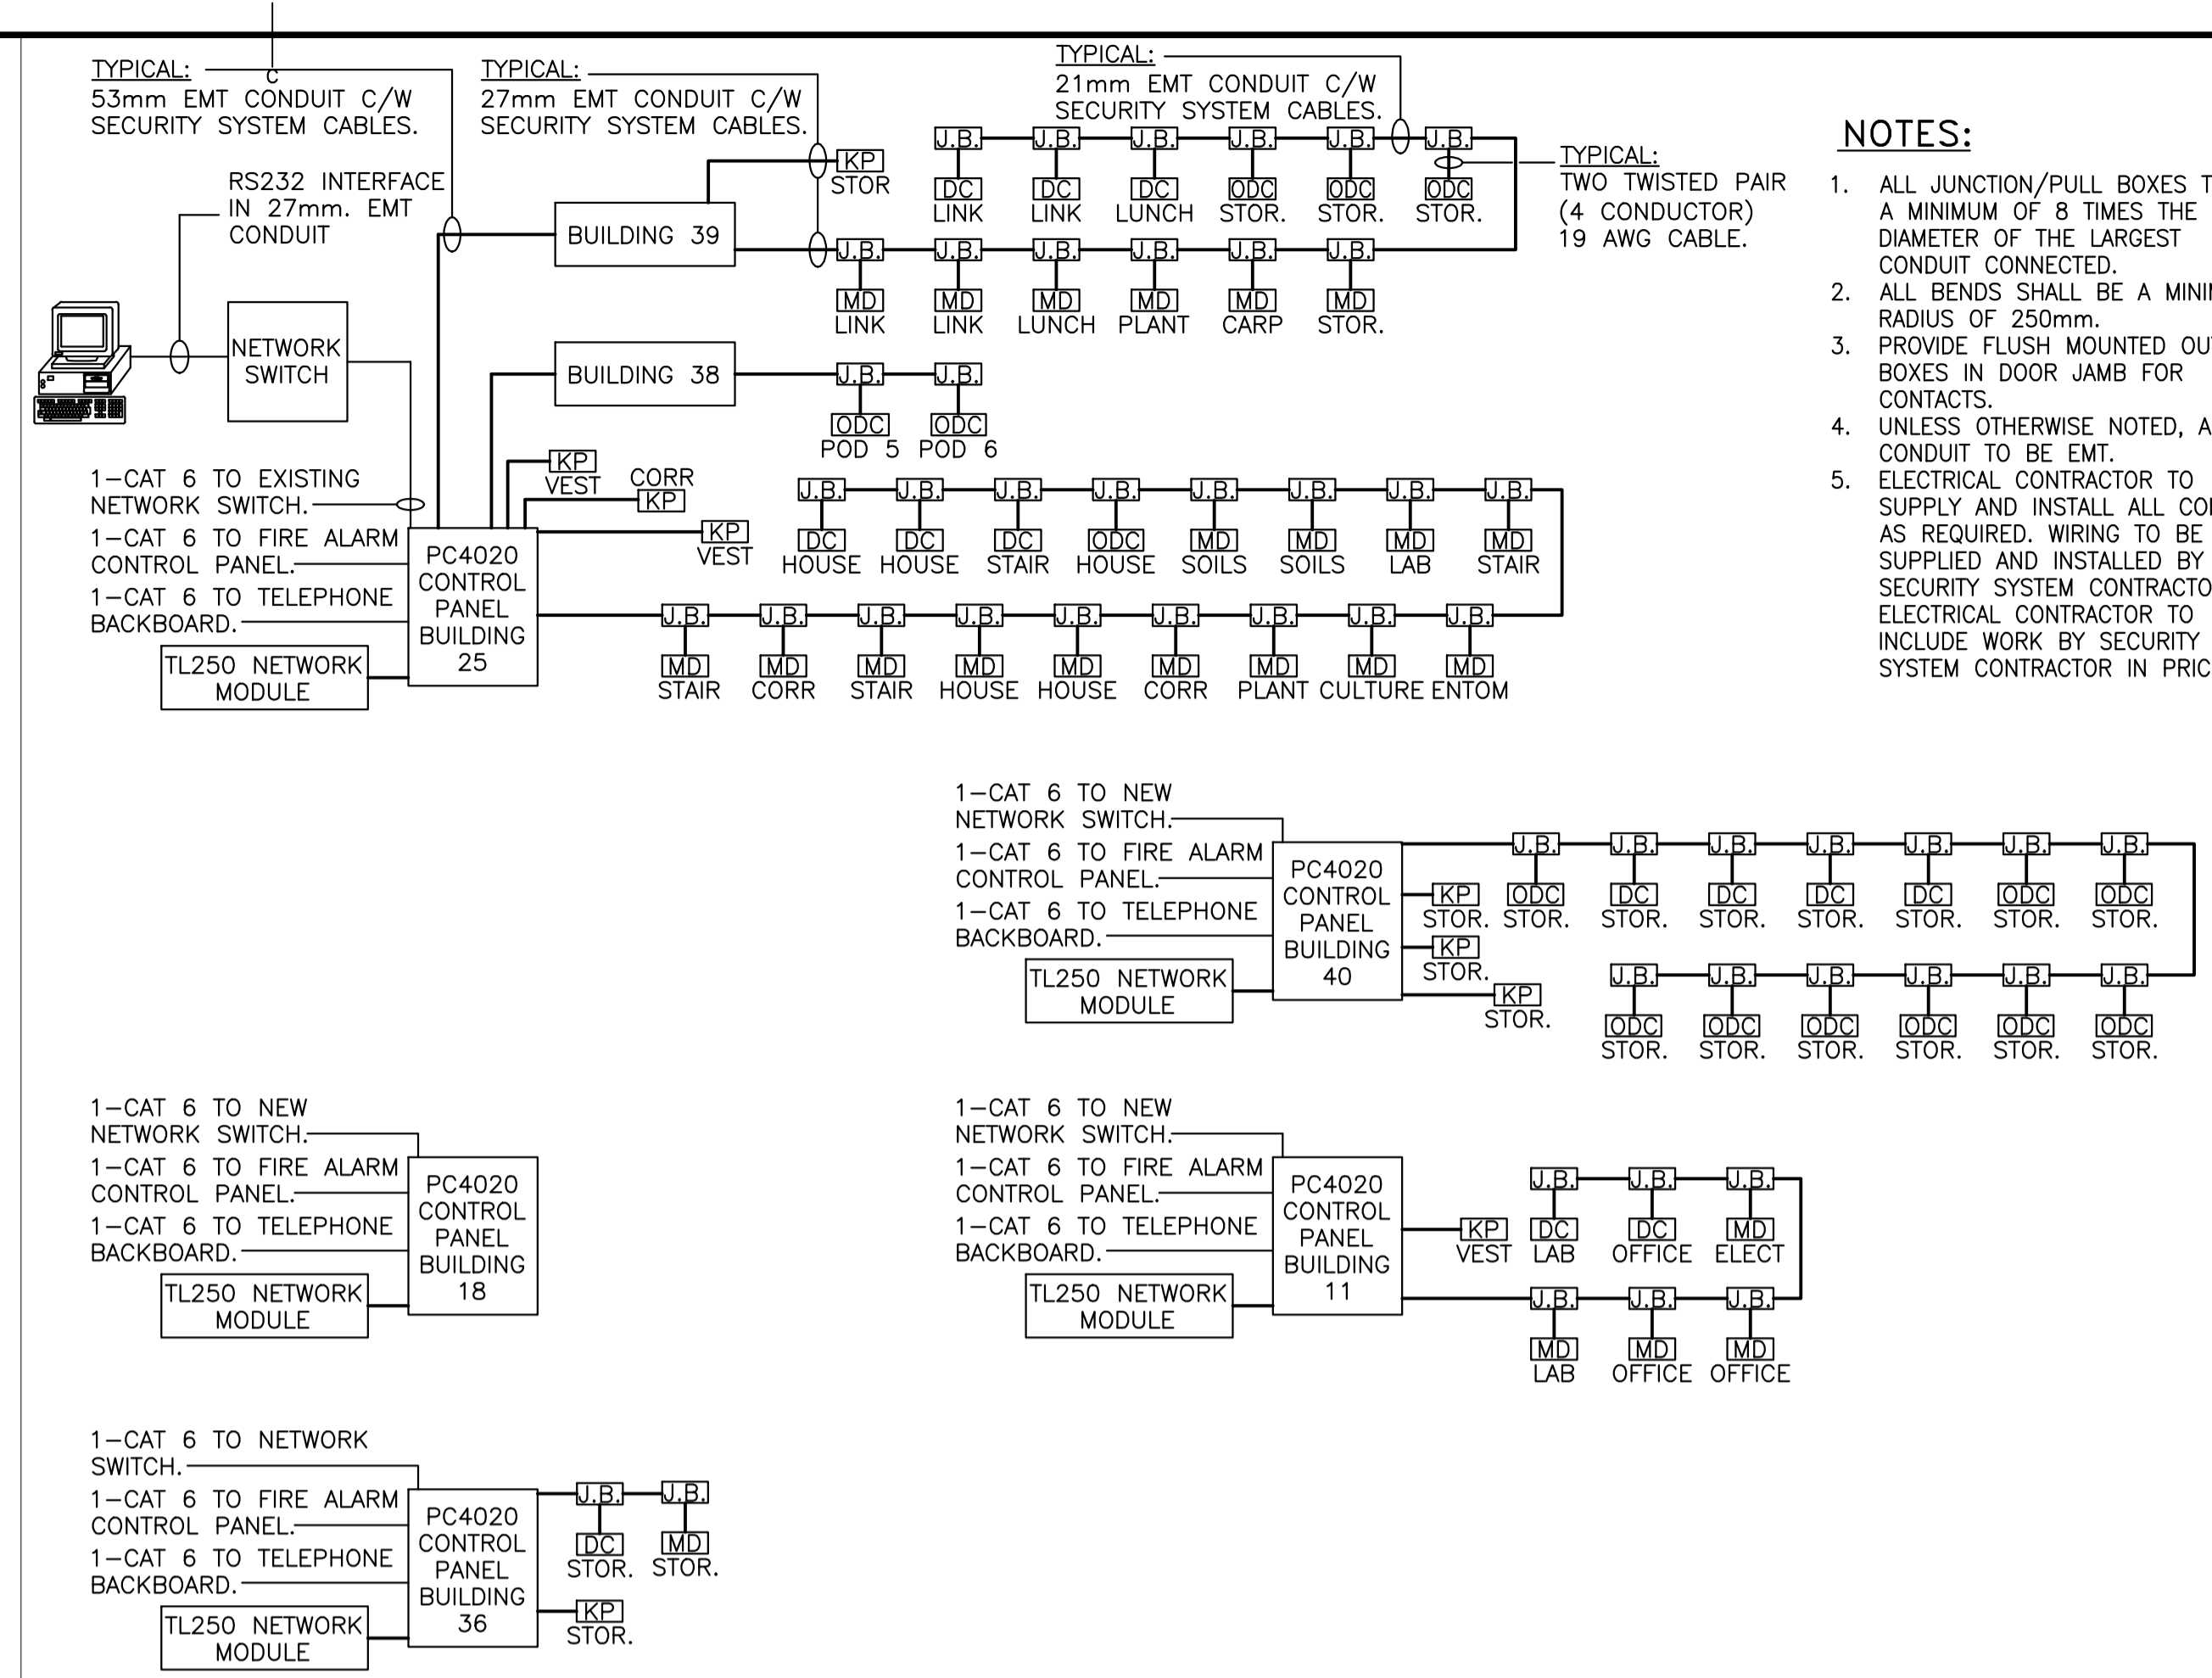 C
TYPICAL:
53mm EMT CONDUIT C/W
SECURITY SYSTEM CABLES.
TYPICAL:
27mm EMT CONDUIT C/W
SECURITY SYSTEM CABLES.
TYPICAL:
21mm EMT CONDUIT C/W
SECURITY SYSTEM CABLES.
RS232 INTERFACE
IN 27mm. EMT
CONDUIT
NETWORK
SWITCH
KP
STOR
J.B. J.B. J.B. J.B. J.B. J.B.
DC DC DC ODC ODC ODC
LINK LINK LUNCH STOR. STOR. STOR.
TYPICAL:
TWO TWISTED PAIR
(4 CONDUCTOR)
19 AWG CABLE.
BUILDING 39
J.B. J.B. J.B. J.B. J.B. J.B.
MD MD MD MD MD MD
LINK LINK LUNCH PLANT CARP STOR.
BUILDING 38
J.B. J.B.
ODC ODC
POD 5 POD 6
KP
VEST
CORR
KP
KP
VEST
1-CAT 6 TO EXISTING
NETWORK SWITCH.
1-CAT 6 TO FIRE ALARM
CONTROL PANEL.
1-CAT 6 TO TELEPHONE
BACKBOARD.
TL250 NETWORK
MODULE
PC4020
CONTROL
PANEL
BUILDING
25
J.B. J.B. J.B. J.B. J.B. J.B. J.B. J.B.
DC DC DC ODC MD MD MD MD
HOUSE HOUSE STAIR HOUSE SOILS SOILS LAB STAIR
J.B. J.B. J.B. J.B. J.B. J.B. J.B. J.B. J.B.
MD MD MD MD MD MD MD MD MD
STAIR CORR STAIR HOUSE HOUSE CORR PLANT CULTURE ENTOM
NOTES:
1. ALL JUNCTION/PULL BOXES
A MINIMUM OF 8 TIMES THE
DIAMETER OF THE LARGEST
CONDUIT CONNECTED.
2. ALL BENDS SHALL BE A
RADIUS OF 250mm.
3. PROVIDE FLUSH MOUNTED
BOXES IN DOOR JAMB FOR
CONTACTS.
4. UNLESS OTHERWISE NOTED,
CONDUIT TO BE EMT.
5. ELECTRICAL CONTRACTOR TO
SUPPLY AND INSTALL ALL
AS REQUIRED. WIRING TO BE
SUPPLIED AND INSTALLED BY
SECURITY SYSTEM
ELECTRICAL CONTRACTOR TO
INCLUDE WORK BY SECURITY
SYSTEM CONTRACTOR IN
1-CAT 6 TO NEW
NETWORK SWITCH.
1-CAT 6 TO FIRE ALARM
CONTROL PANEL.
1-CAT 6 TO TELEPHONE
BACKBOARD.
TL250 NETWORK
MODULE
PC4020
CONTROL
PANEL
BUILDING
40
KP
STOR.
KP
STOR.
KP
STOR.
J.B. J.B. J.B. J.B. J.B. J.B. J.B.
ODC DC DC DC DC ODC ODC
STOR. STOR. STOR. STOR. STOR. STOR. STOR.
J.B. J.B. J.B. J.B. J.B. J.B.
ODC ODC ODC ODC ODC ODC
STOR. STOR. STOR. STOR. STOR. STOR.
1-CAT 6 TO NEW
NETWORK SWITCH.
1-CAT 6 TO FIRE ALARM
CONTROL PANEL.
1-CAT 6 TO TELEPHONE
BACKBOARD.
TL250 NETWORK
MODULE
PC4020
CONTROL
PANEL
BUILDING
18
1-CAT 6 TO NEW
NETWORK SWITCH.
1-CAT 6 TO FIRE ALARM
CONTROL PANEL.
1-CAT 6 TO TELEPHONE
BACKBOARD.
TL250 NETWORK
MODULE
PC4020
CONTROL
PANEL
BUILDING
11
KP
VEST
J.B. J.B. J.B.
DC DC MD
LAB OFFICE ELECT
J.B. J.B. J.B.
MD MD MD
LAB OFFICE OFFICE
1-CAT 6 TO NETWORK
SWITCH.
1-CAT 6 TO FIRE ALARM
CONTROL PANEL.
1-CAT 6 TO TELEPHONE
BACKBOARD.
TL250 NETWORK
MODULE
PC4020
CONTROL
PANEL
BUILDING
36
J.B. J.B.
DC MD
STOR. STOR.
KP
STOR.